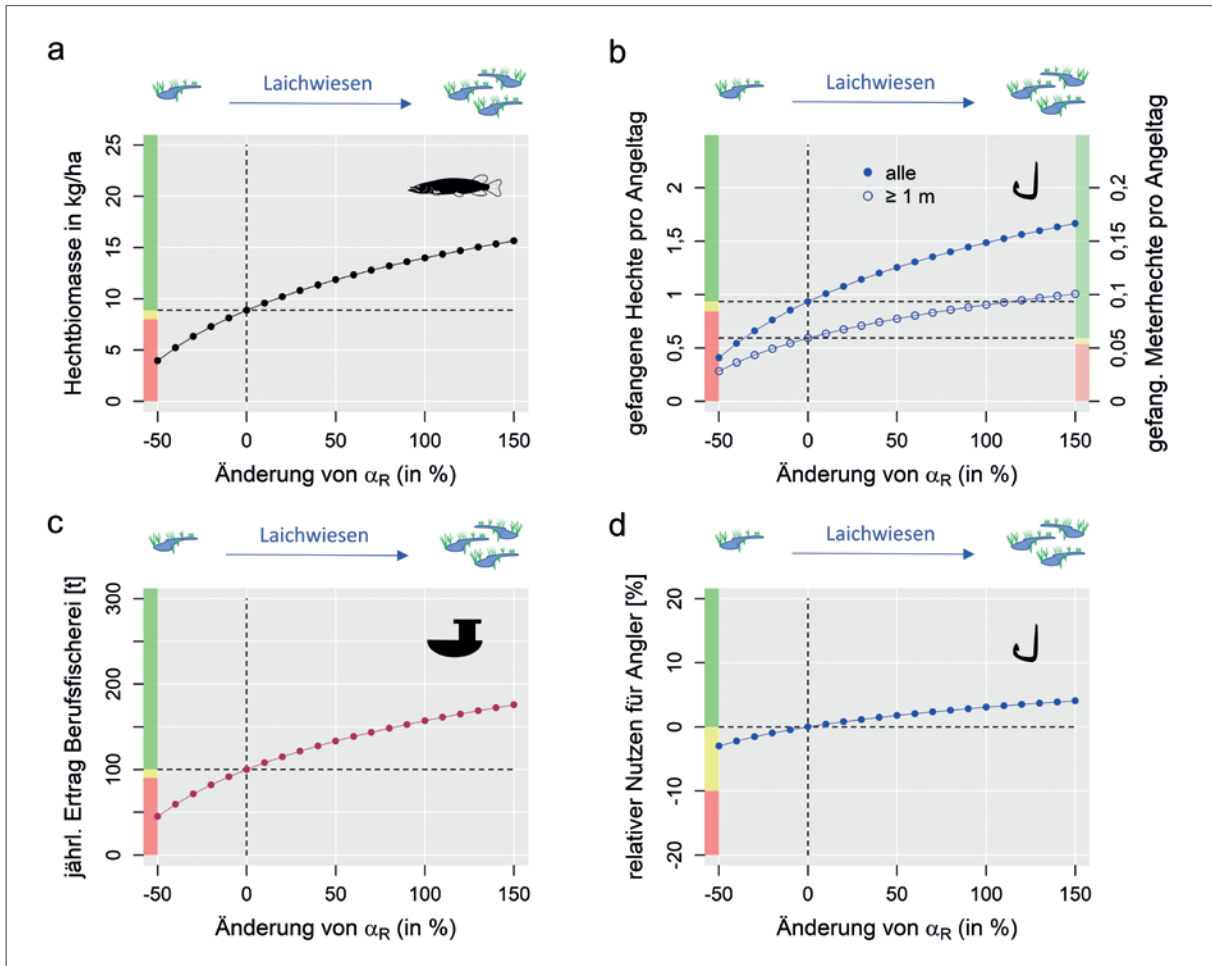 a
Laichwiesen
Hechtbiomasse in kg/ha
25
20
15
10
5
0
-50 0 50 100 150
Änderung von αR (in %)
b
Laichwiesen
gefangene Hechte pro Angeltag
2
1,5
1
0,5
0
alle
≥ 1 m
0,2
0,15
0,1
0,05
0
gefang. Meterhechte pro Angeltag
-50 0 50 100 150
Änderung von αR (in %)
c
Laichwiesen
jährl. Ertrag Berufsfischerei [t]
300
200
100
0
-50 0 50 100 150
Änderung von αR (in %)
d
Laichwiesen
relativer Nutzen für Angler [%]
20
10
0
-10
-20
-50 0 50 100 150
Änderung von αR (in %)